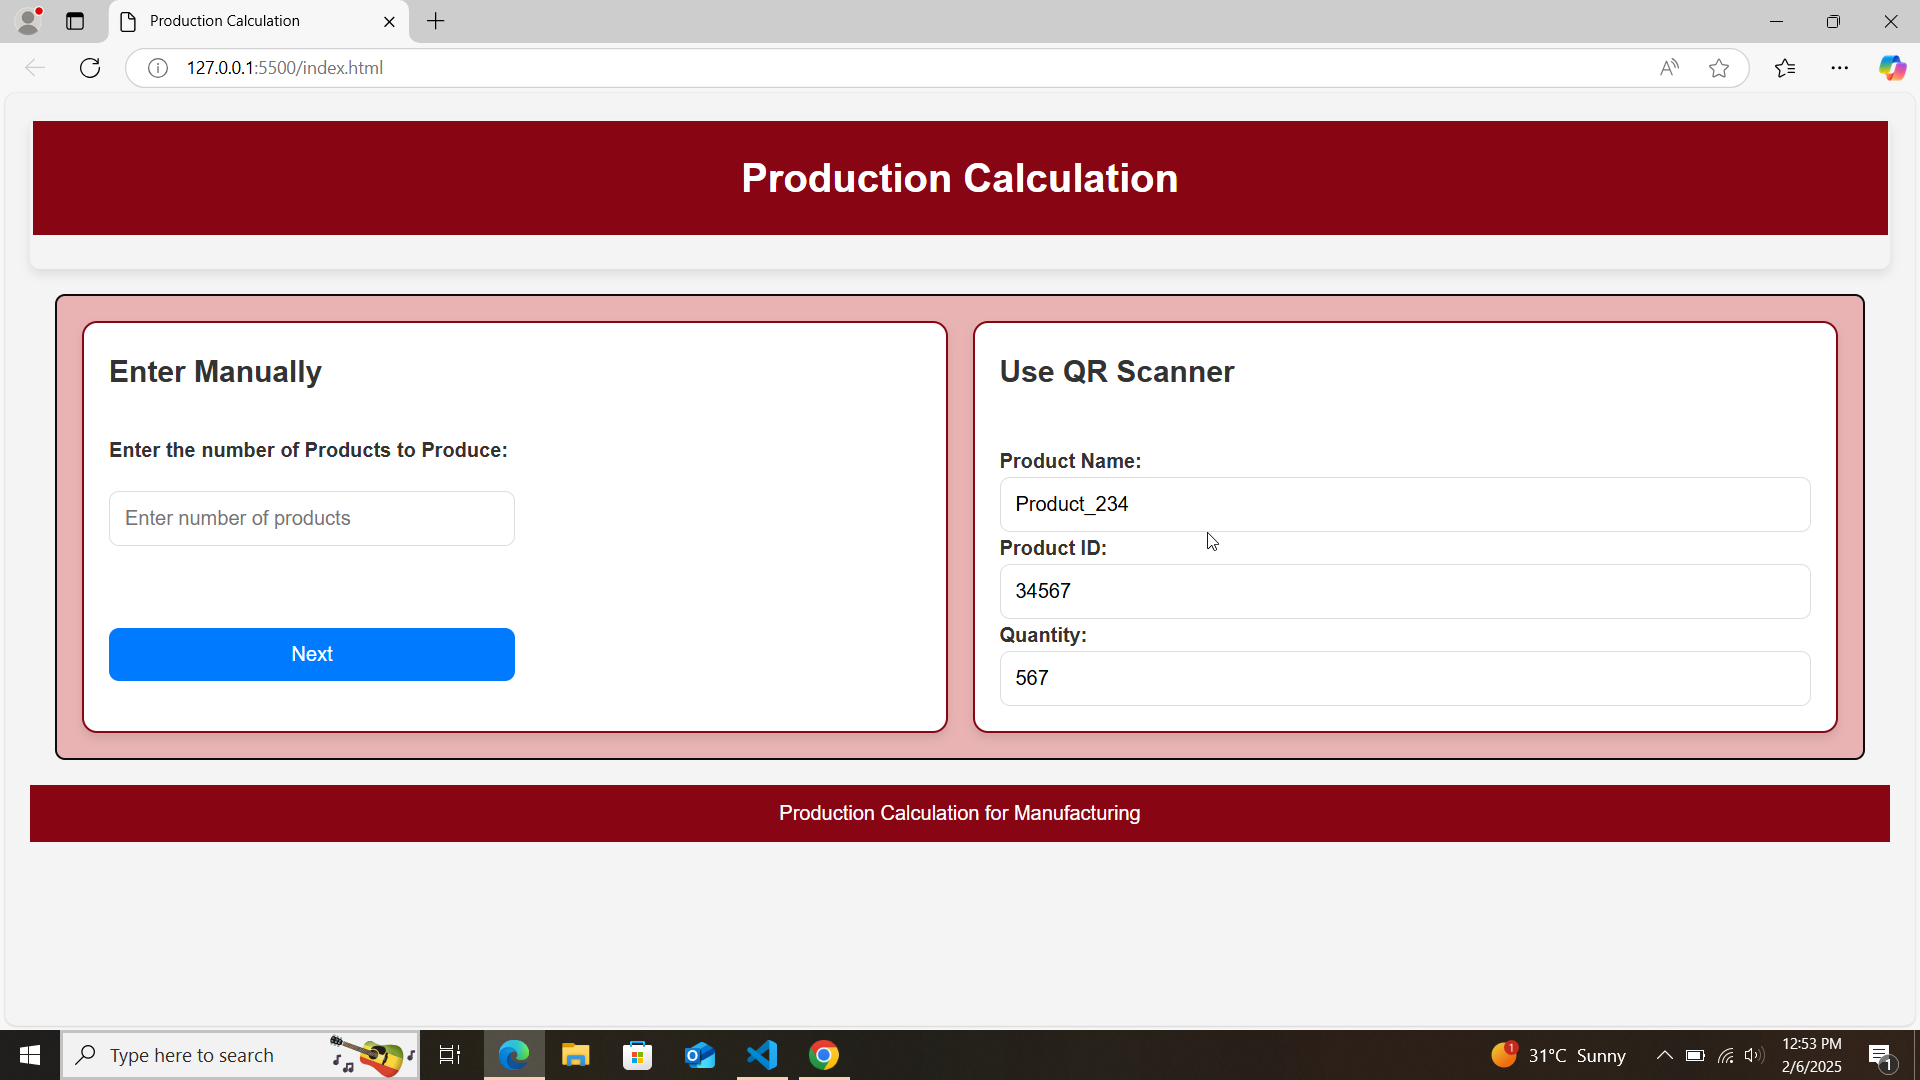 Production Calculation
127.0.0.1:5500/index.html
Production Calculation
Enter Manually
Enter the number of Products to Produce:
Enter number of products
Next
Use QR Scanner
Product Name:
Product_234
Product ID:
34567
Quantity:
567
Production Calculation for Manufacturing
Type here to search
1
31°C Sunny
12:53 PM
2/6/2025
1